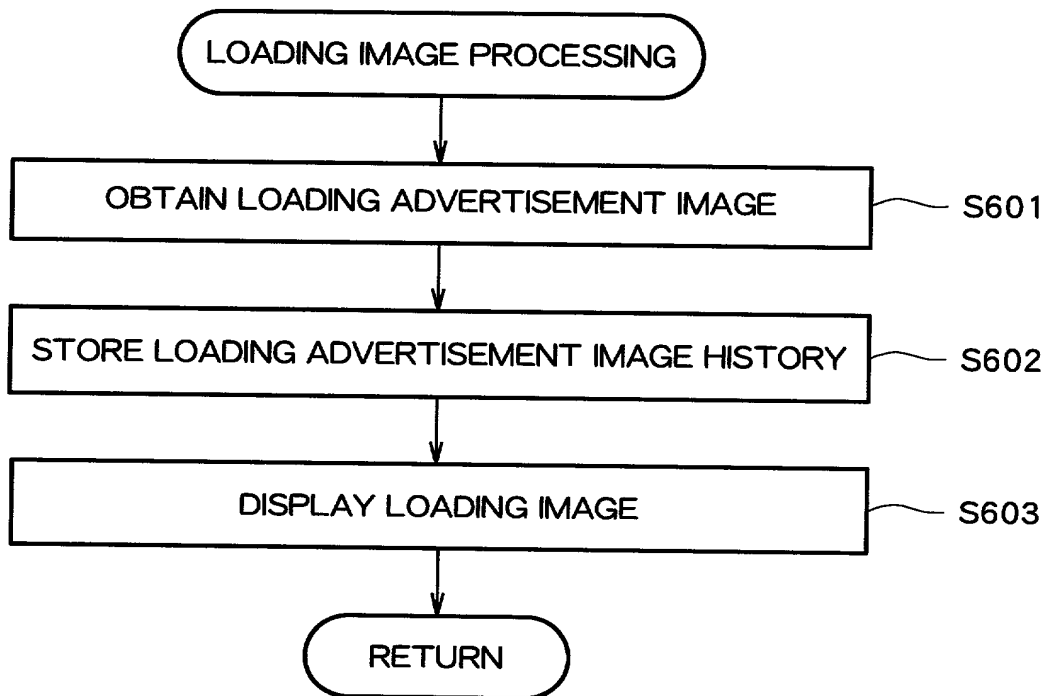 LOADING IMAGE PROCESSING
OBTAIN LOADING ADVERTISEMENT IMAGE
S601
STORE LOADING ADVERTISEMENT IMAGE HISTORY
S602
DISPLAY LOADING IMAGE
S603
RETURN